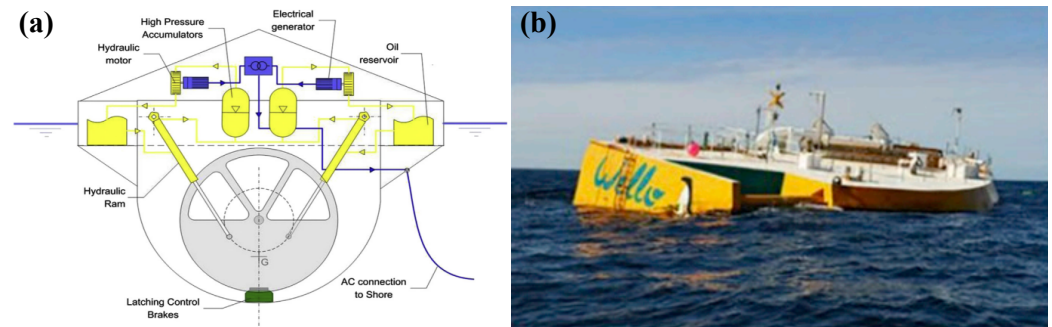 (a)
High Pressure
Accumulators
Electrical
generator
Hydraulic
motor
Oil
reservoir
Hydraulic
Ram
G
Latching Control
Brakes
AC connection
to Shore
(b)
Wello